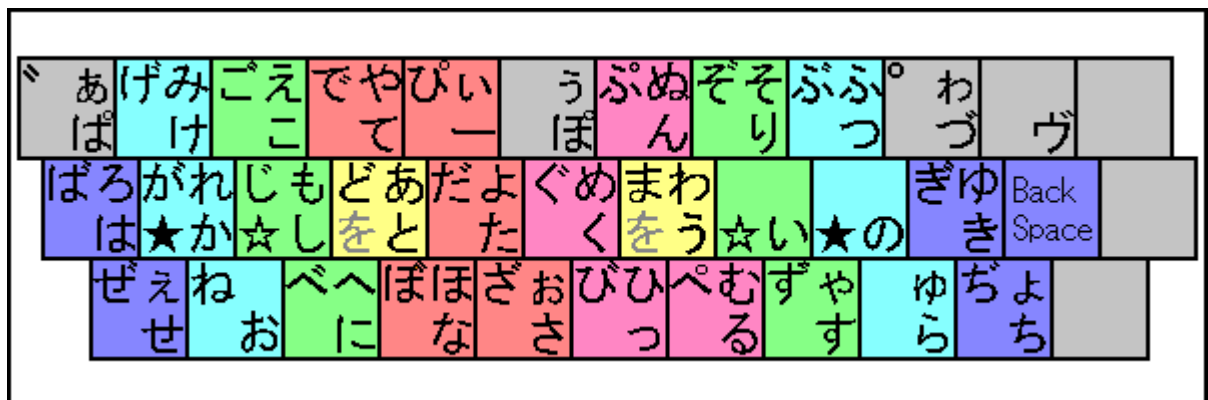 ゛ぁ げみ ごえ でや ぴぃ ぅ ぷぬ ぞそ ぶふ ゜ゎ
ぱ け こ て ー ぽ ん り つ づ ヴ
ばろ がれ じも どあ だよ ぐめ まわ ぎゆ Back
は ★か ☆し をと た く をう ☆い ★の き Space
ぜぇ ね べへ ぼほ ざぉ びひ ぺむ ずゃ ゅ ぢょ
せ お に な さ っ る す ら ち